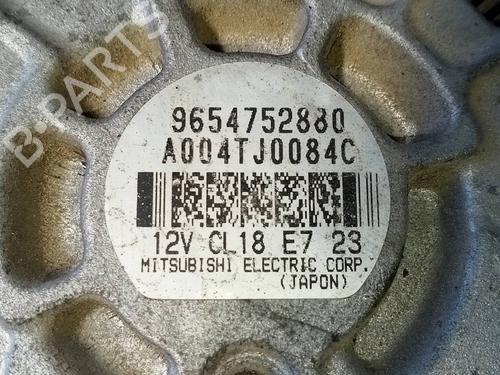 9654752880
A004TJ0084C
12V CL18 E7 23
MITSUBISHI ELECTRIC CORP.
(JAPON)
B-PARTS